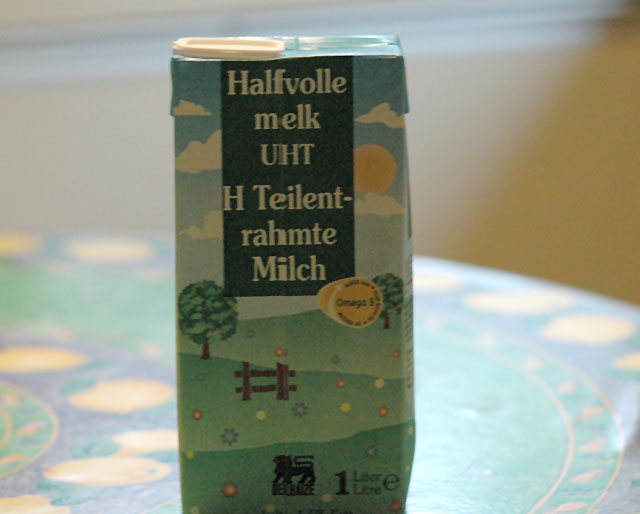 Halfvolle
melk
UHT
H Teilent-
rahmte
Milch
Omega 3
DELHAIZE
1 Liter
Litre e